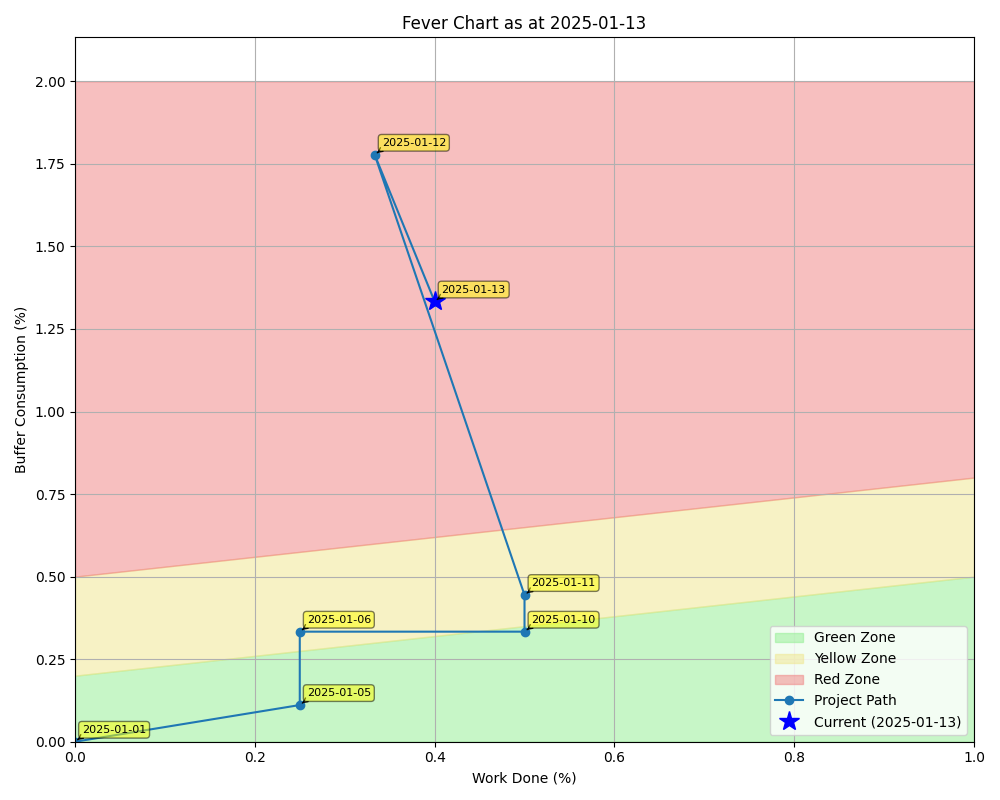 Fever Chart as at 2025-01-13
Buffer Consumption (%)
2.00
1.75
1.50
1.25
1.00
0.75
0.50
0.25
0.00
2025-01-12
2025-01-13
2025-01-11
2025-01-06
2025-01-10
2025-01-05
2025-01-01
Green Zone
Yellow Zone
Red Zone
Project Path
Current (2025-01-13)
0.0
0.2
0.4
0.6
0.8
1.0
Work Done (%)